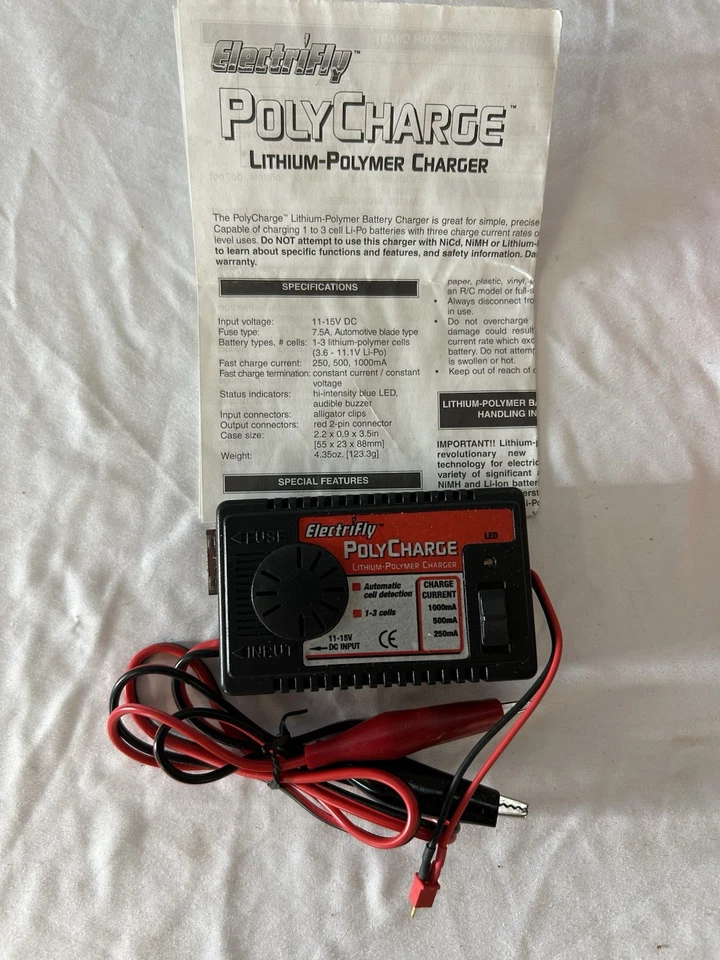 ElectriFly™
POLYCHARGE™
LITHIUM-POLYMER CHARGER
The PolyCharge™ Lithium-Polymer Battery Charger is great for simple, precise
Capable of charging 1 to 3 cell Li-Po batteries with three charge current rates
level uses. Do NOT attempt to use this charger with NiCd, NiMH or Lithium-
to learn about specific functions and features, and safety information. Da
warranty.
SPECIFICATIONS
Input voltage: 11-15V DC
Fuse type: 7.5A, Automotive blade type
Battery types, # cells: 1-3 lithium-polymer cells
(3.6 - 11.1V Li-Po)
Fast charge current: 250, 500, 1000mA
Fast charge termination: constant current / constant
voltage
Status indicators: hi-intensity blue LED,
audible buzzer
Input connectors: alligator clips
Output connectors: red 2-pin connector
Case size: 2.2 x 0.9 x 3.5in
[55 x 23 x 88mm]
Weight: 4.35oz. [123.3g]
SPECIAL FEATURES
paper, plastic, vinyl,
an R/C model or full-s
• Always disconnect fro
in use.
• Do not overcharge
damage could result
current rate which exc
battery. Do not attemp
is swollen or hot.
• Keep out of reach of c
LITHIUM-POLYMER BA
HANDLING IN
IMPORTANT!! Lithium-p
revolutionary new
technology for electric
variety of significant
NiMH and Li-Ion batter
<FUSE
<INPUT
ElectriFly™
POLYCHARGE
LITHIUM-POLYMER CHARGER
Automatic
cell detection
1-3 cells
11-15V
DC INPUT
CE
CHARGE
CURRENT
1000mA
500mA
250mA
LED